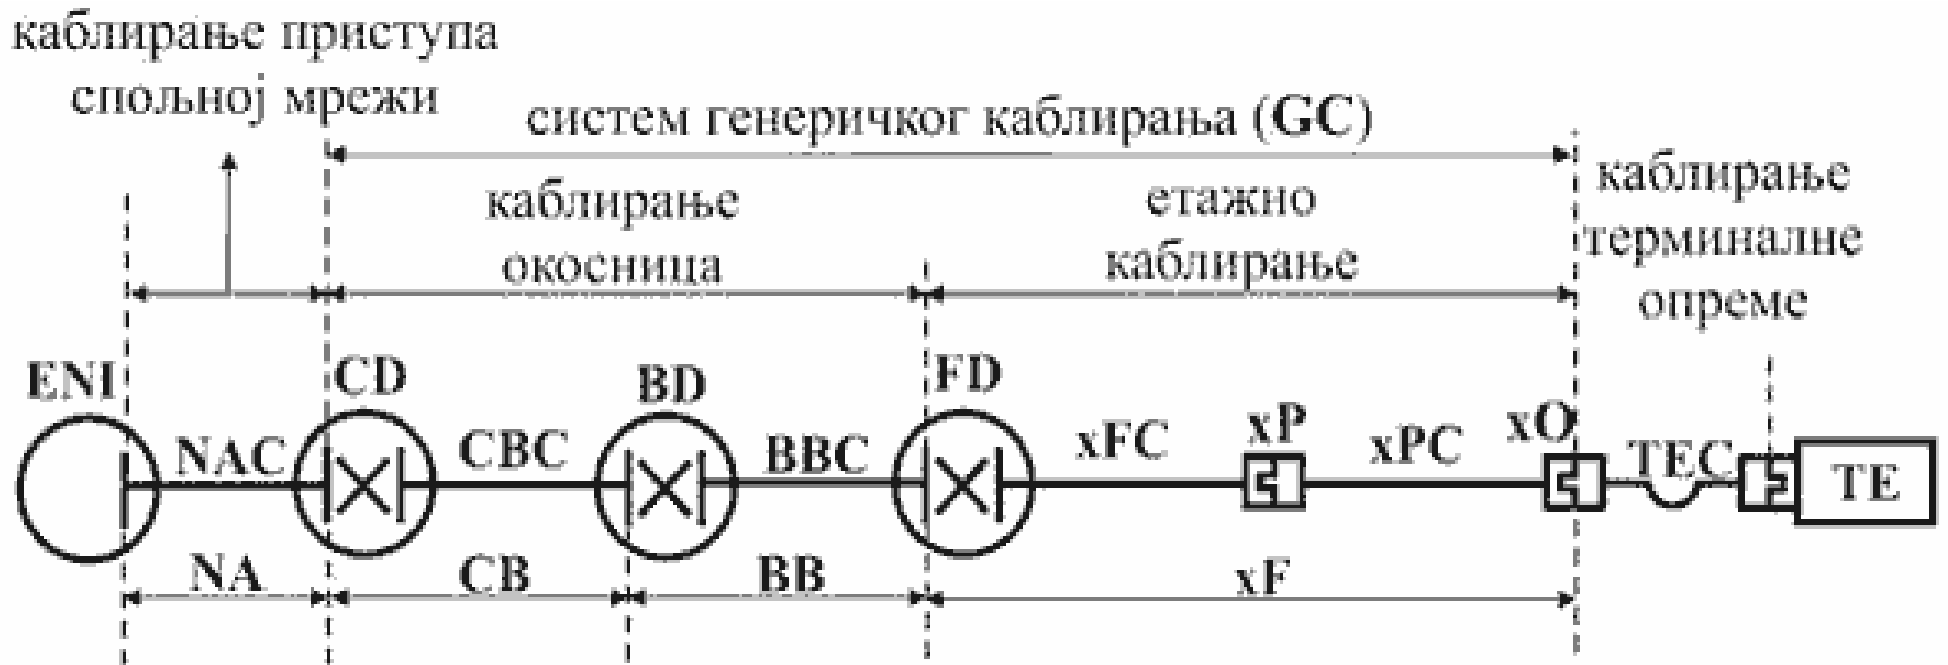 каблирање приступа
спољној мрежи
систем генеричког каблирања (GC)
каблирање
окосница
етажно
каблирање
каблирање
терминалне
опреме
ENI
CD
BD
FD
NAC
CBC
BBC
xFC
xP
xPC
xO
TEC
TE
NA
CB
BB
xF